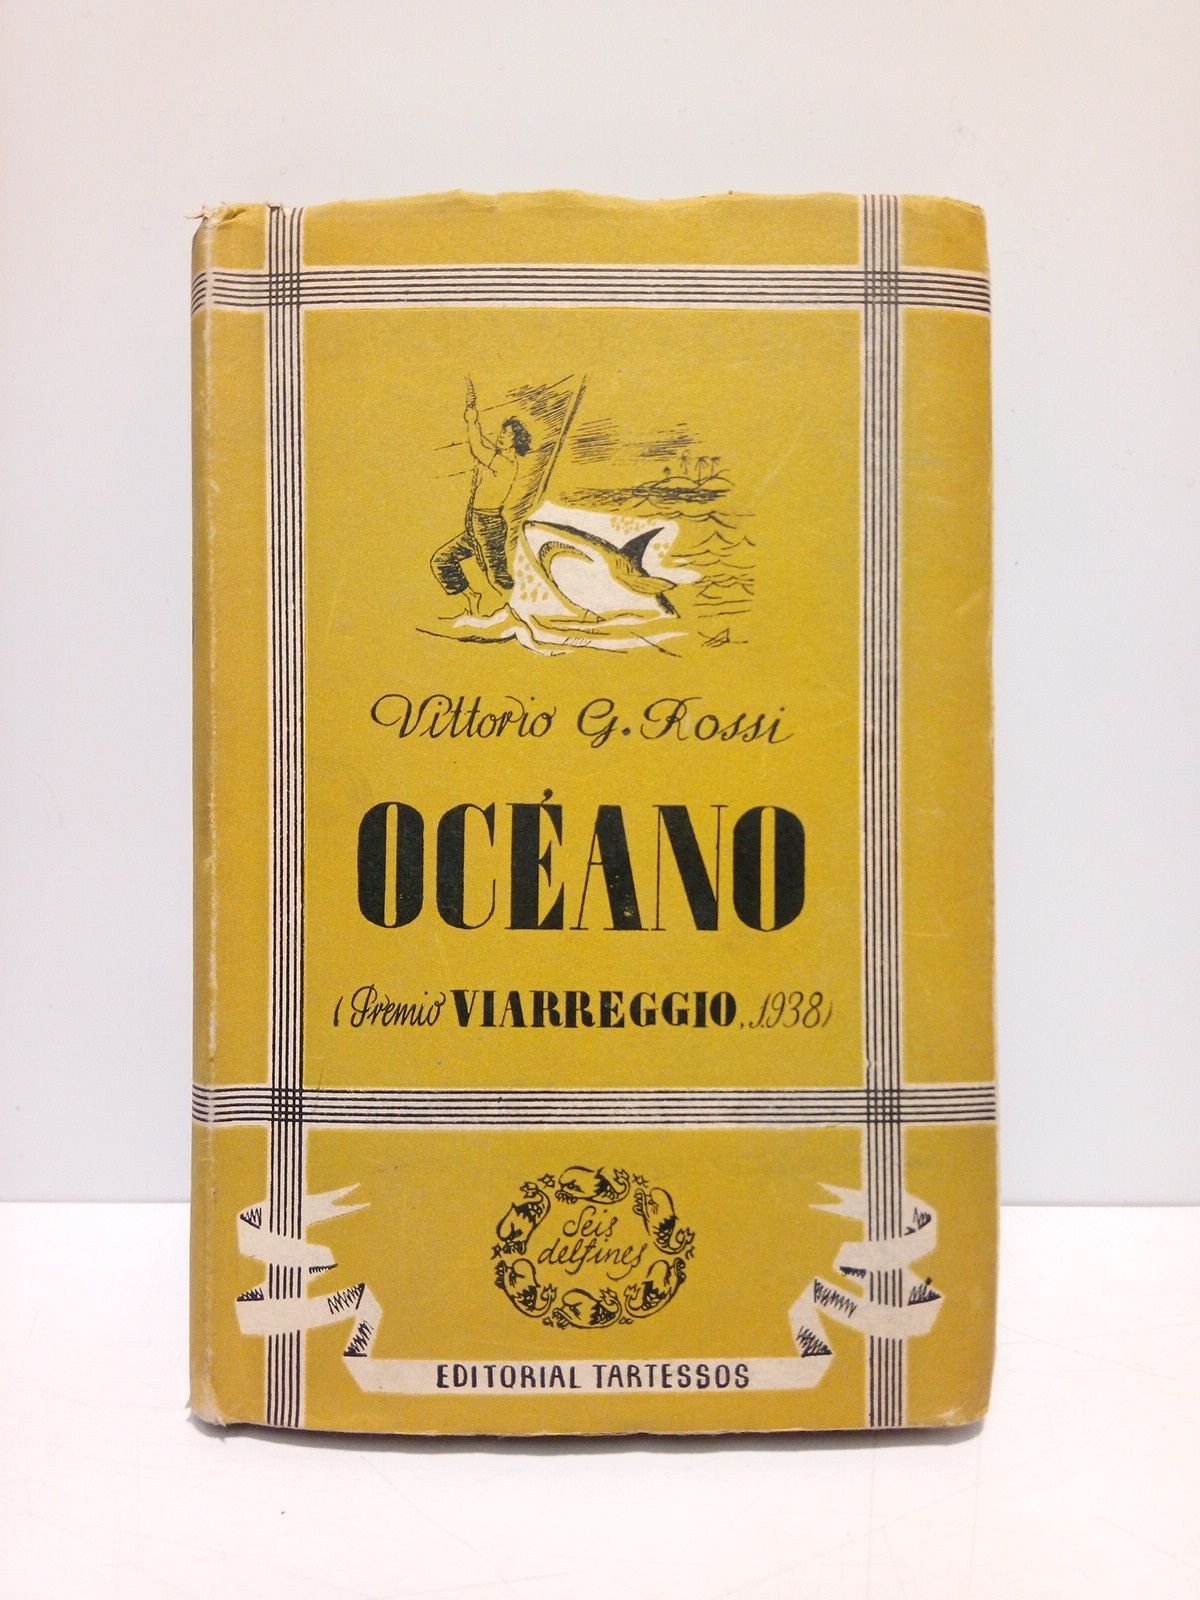 Vittorio G. Rossi
OCÉANO
(Premio VIARREGGIO, 1938)
Seis
delfines
EDITORIAL TARTESSOS